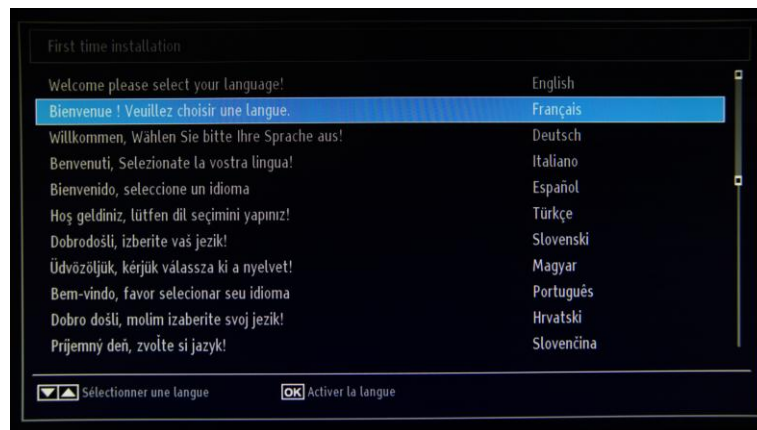 First time installation
Welcome please select your language! English
Bienvenue ! Veuillez choisir une langue. Français
Willkommen, Wählen Sie bitte Ihre Sprache aus! Deutsch
Benvenuti, Selezionate la vostra lingua! Italiano
Bienvenido, seleccione un idioma Español
Hoş geldiniz, lütfen dil seçimini yapınız! Türkçe
Dobrodošli, izberite vaš jezik! Slovenski
Üdvözöljük, kérjük válassza ki a nyelvet! Magyar
Bem-vindo, favor selecionar seu idioma Português
Dobro došli, molim izaberite svoj jezik! Hrvatski
Príjemný deň, zvoľte si jazyk! Slovenčina
Sélectionner une langue OK Activer la langue